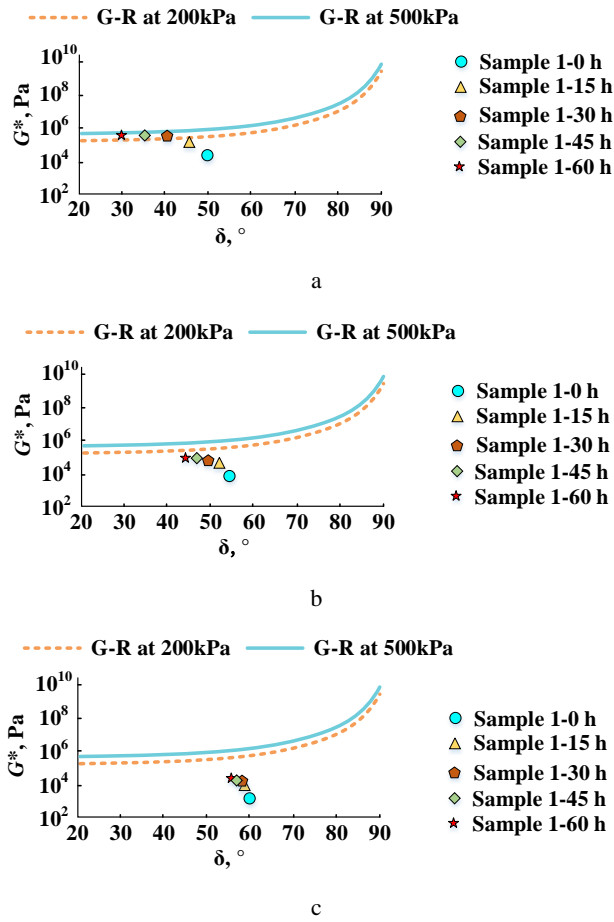 G-R at 200kPa G-R at 500kPa
10^10
10^8
10^6
10^4
10^2
G*, Pa
20 30 40 50 60 70 80 90
δ, °
Sample 1-0 h
Sample 1-15 h
Sample 1-30 h
Sample 1-45 h
Sample 1-60 h
a
G-R at 200kPa G-R at 500kPa
10^10
10^8
10^6
10^4
10^2
G*, Pa
20 30 40 50 60 70 80 90
δ, °
Sample 1-0 h
Sample 1-15 h
Sample 1-30 h
Sample 1-45 h
Sample 1-60 h
b
G-R at 200kPa G-R at 500kPa
10^10
10^8
10^6
10^4
10^2
G*, Pa
20 30 40 50 60 70 80 90
δ, °
Sample 1-0 h
Sample 1-15 h
Sample 1-30 h
Sample 1-45 h
Sample 1-60 h
c